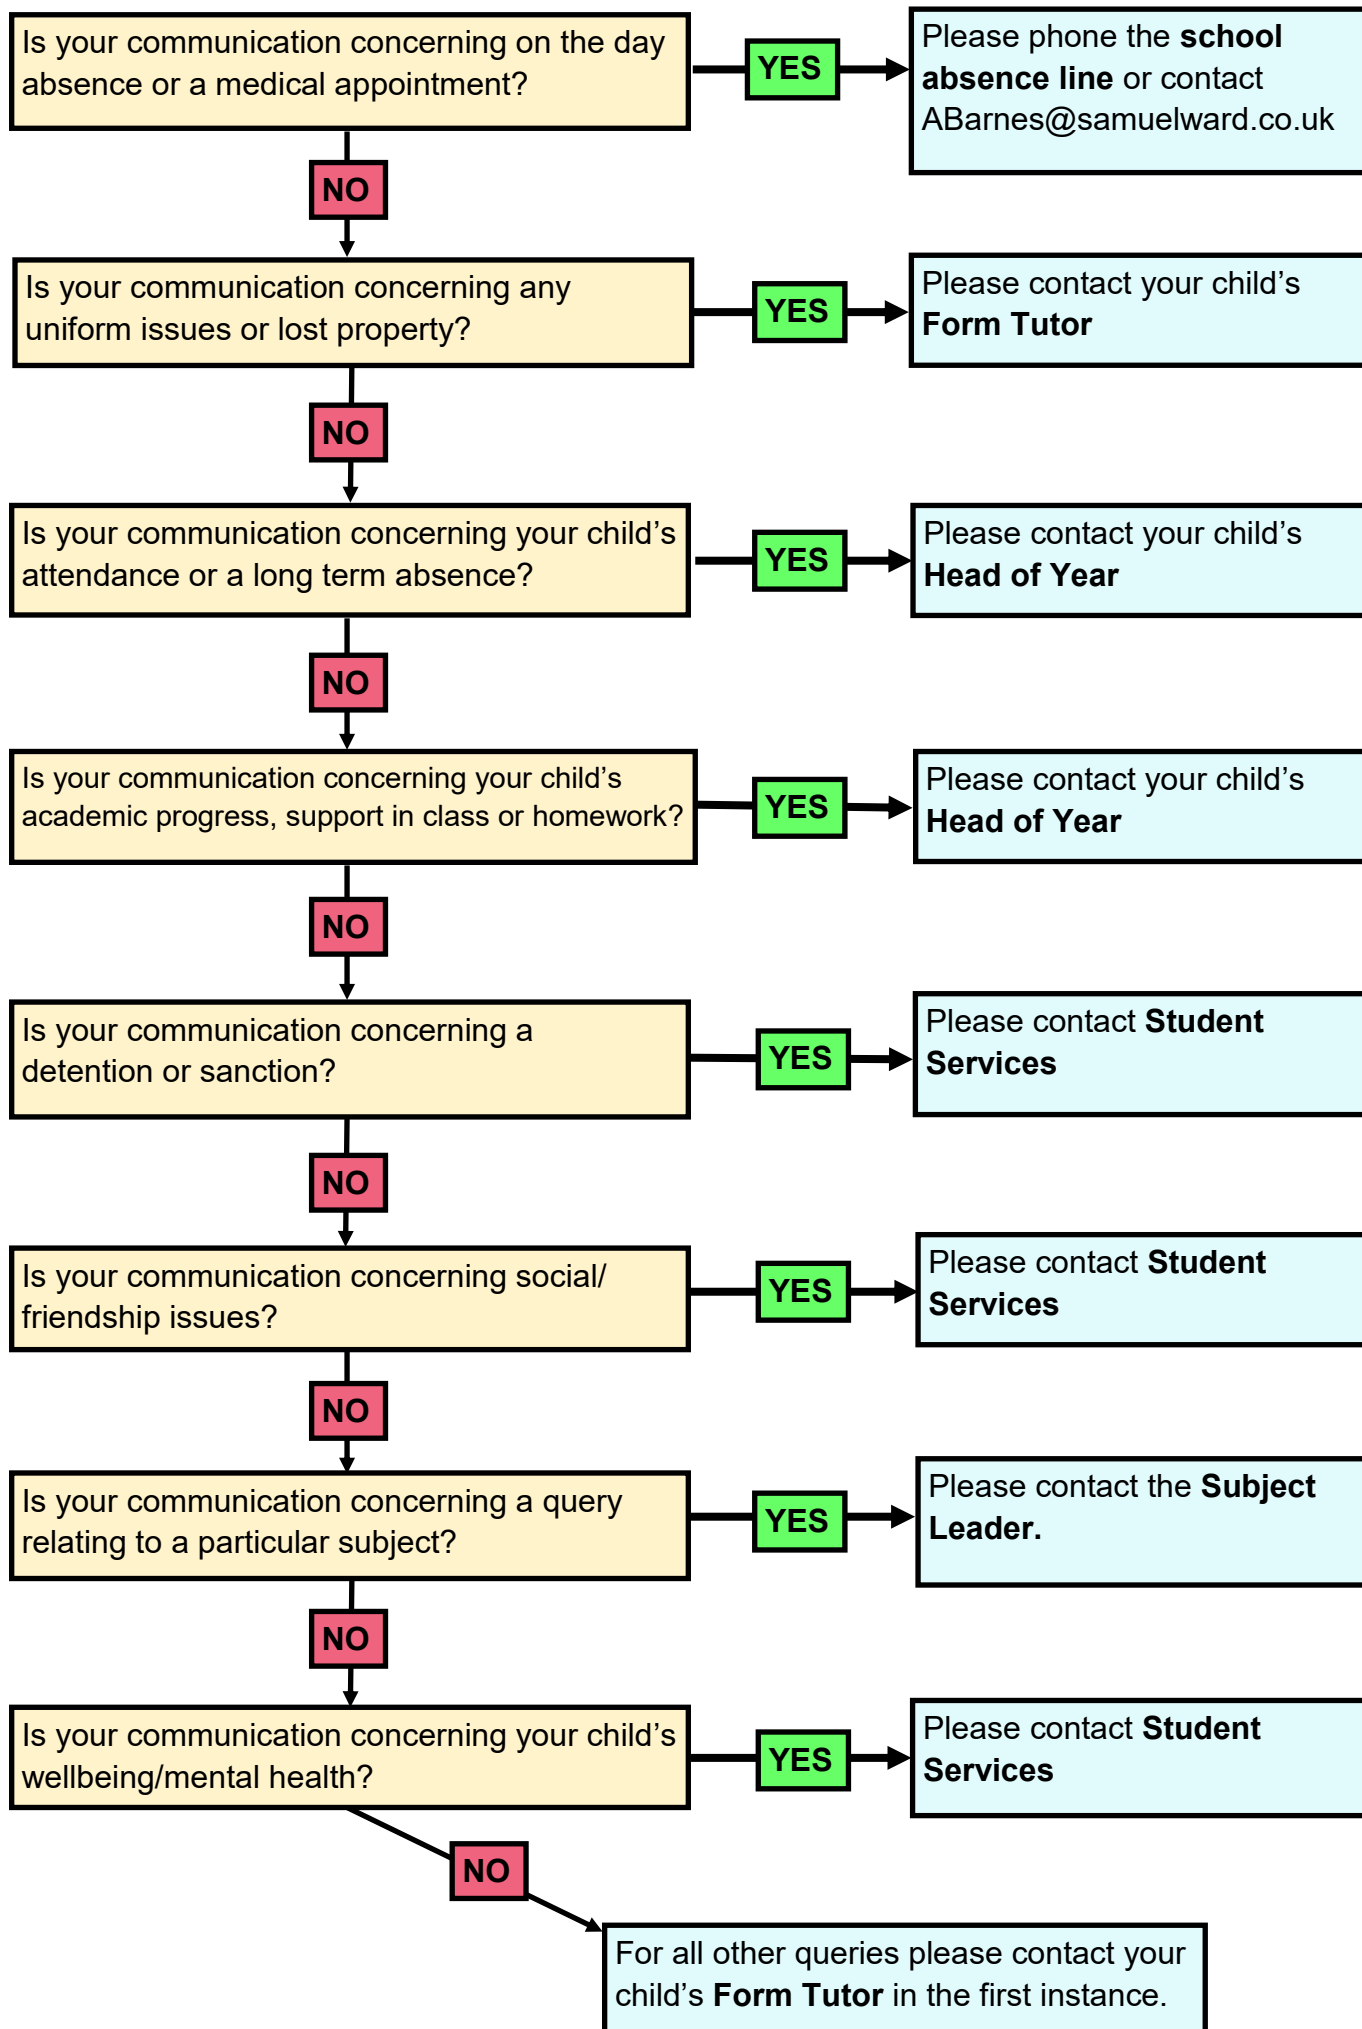 Is your communication concerning on the day
absence or a medical appointment?
YES
Please phone the school
absence line or contact
ABarnes@samuelward.co.uk
NO
Is your communication concerning any
uniform issues or lost property?
YES
Please contact your child’s
Form Tutor
NO
Is your communication concerning your child’s
attendance or a long term absence?
YES
Please contact your child’s
Head of Year
NO
Is your communication concerning your child’s
academic progress, support in class or homework?
YES
Please contact your child’s
Head of Year
NO
Is your communication concerning a
detention or sanction?
YES
Please contact Student
Services
NO
Is your communication concerning social/
friendship issues?
YES
Please contact Student
Services
NO
Is your communication concerning a query
relating to a particular subject?
YES
Please contact the Subject
Leader.
NO
Is your communication concerning your child’s
wellbeing/mental health?
YES
Please contact Student
Services
NO
For all other queries please contact your
child’s Form Tutor in the first instance.